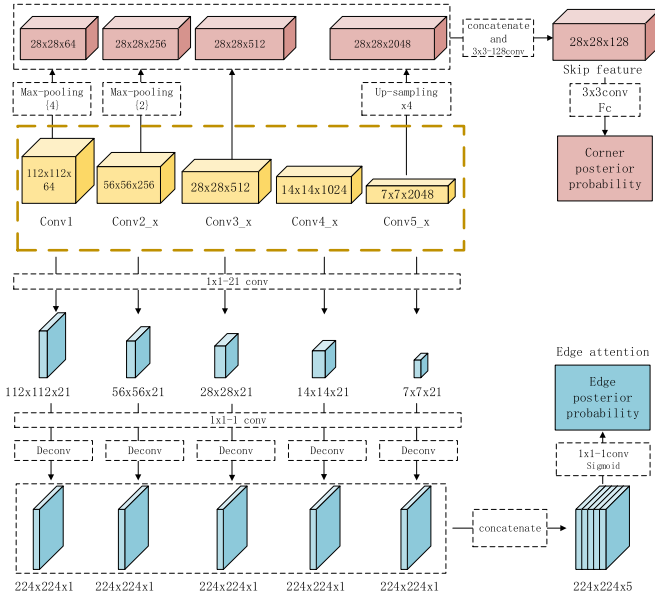 28x28x64
28x28x256
28x28x512
28x28x2048
concatenate
and
3x3-128conv
28x28x128
Skip feature
Max-pooling
{4}
Max-pooling
{2}
Up-sampling
x4
3x3conv
Fc
Corner
posterior
probability
112x112x
64
56x56x256
28x28x512
14x14x1024
7x7x2048
Conv1
Conv2_x
Conv3_x
Conv4_x
Conv5_x
1x1-21 conv
112x112x21
56x56x21
28x28x21
14x14x21
7x7x21
Edge attention
Edge
posterior
probability
1x1-1 conv
Deconv
Deconv
Deconv
Deconv
Deconv
1x1-1conv
Sigmoid
concatenate
224x224x1
224x224x1
224x224x1
224x224x1
224x224x1
224x224x5